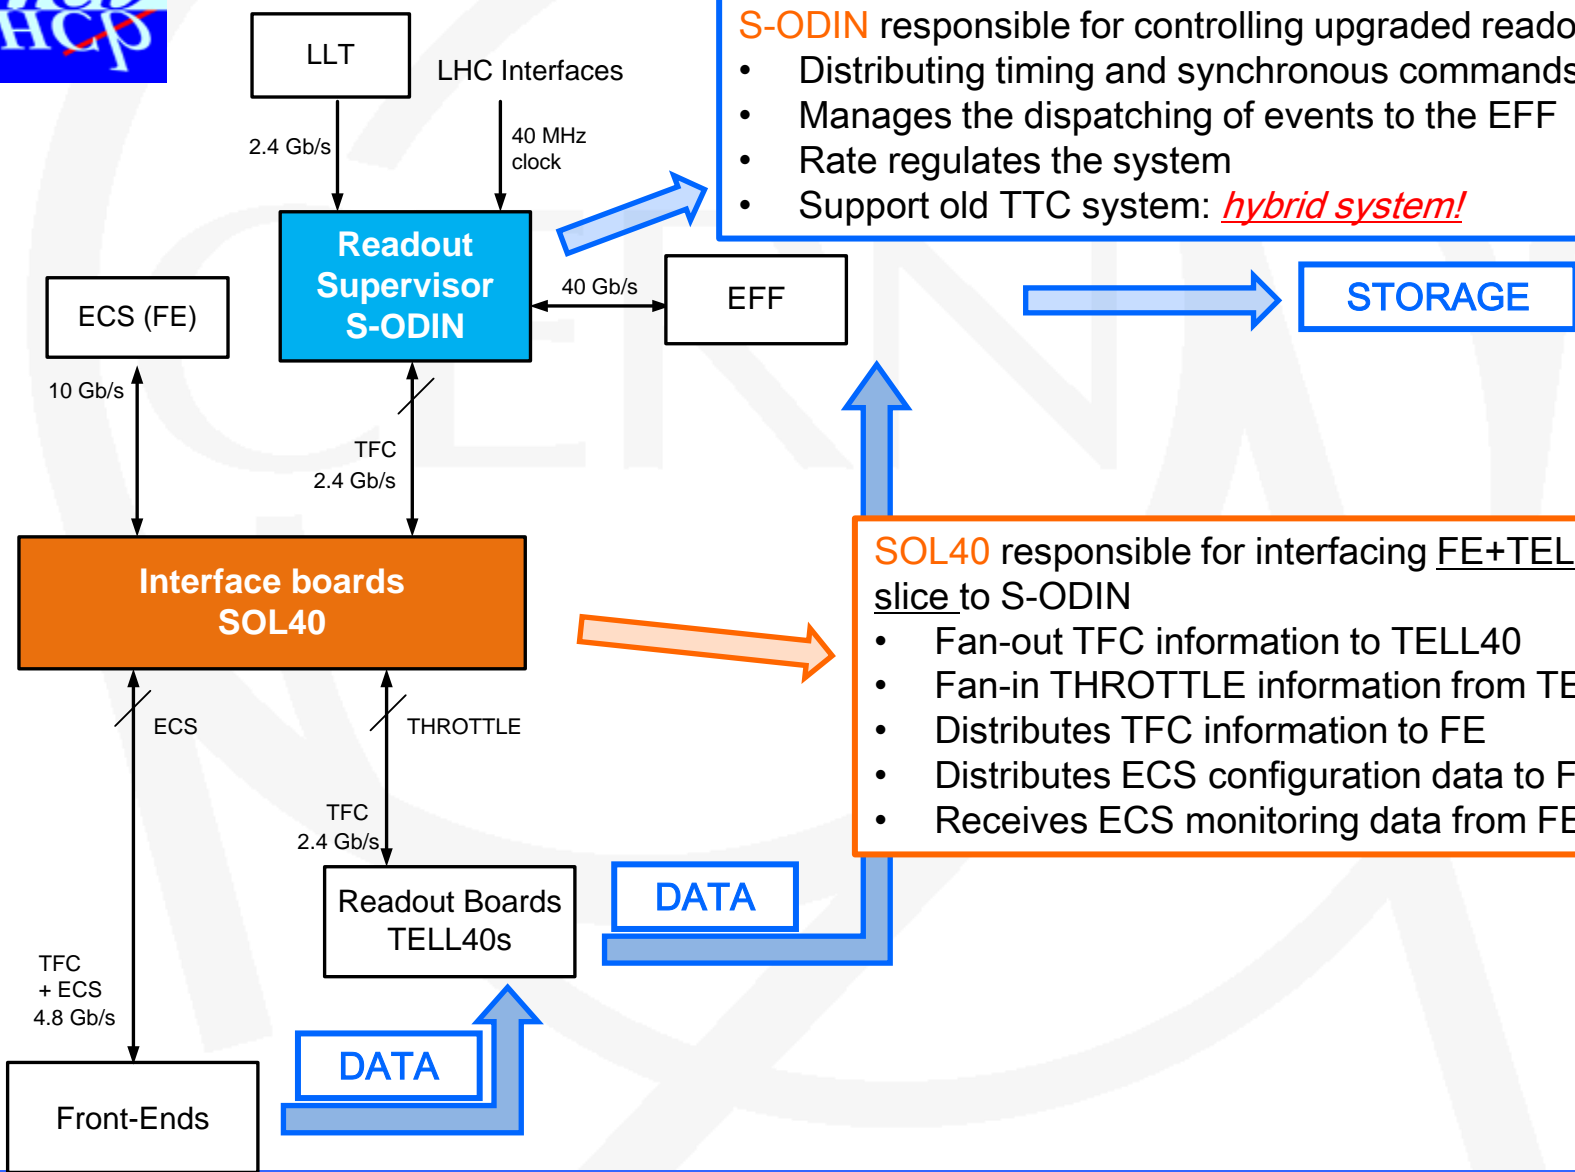 LHCb
LLT
LHC Interfaces
2.4 Gb/s
40 MHz
clock
S-ODIN responsible for controlling upgraded
• Distributing timing and synchronous commands
• Manages the dispatching of events to the EFF
• Rate regulates the system
• Support old TTC system: hybrid system!
Readout
Supervisor
S-ODIN
ECS (FE)
40 Gb/s
EFF
STORAGE
10 Gb/s
TFC
2.4 Gb/s
Interface boards
SOL40
SOL40 responsible for interfacing
slice to S-ODIN
• Fan-out TFC information to TELL40
• Fan-in THROTTLE information from
• Distributes TFC information to FE
• Distributes ECS configuration data to
• Receives ECS monitoring data from FE
ECS
THROTTLE
TFC
2.4 Gb/s
Readout Boards
TELL40s
DATA
TFC
+ ECS
4.8 Gb/s
DATA
Front-Ends
CERN